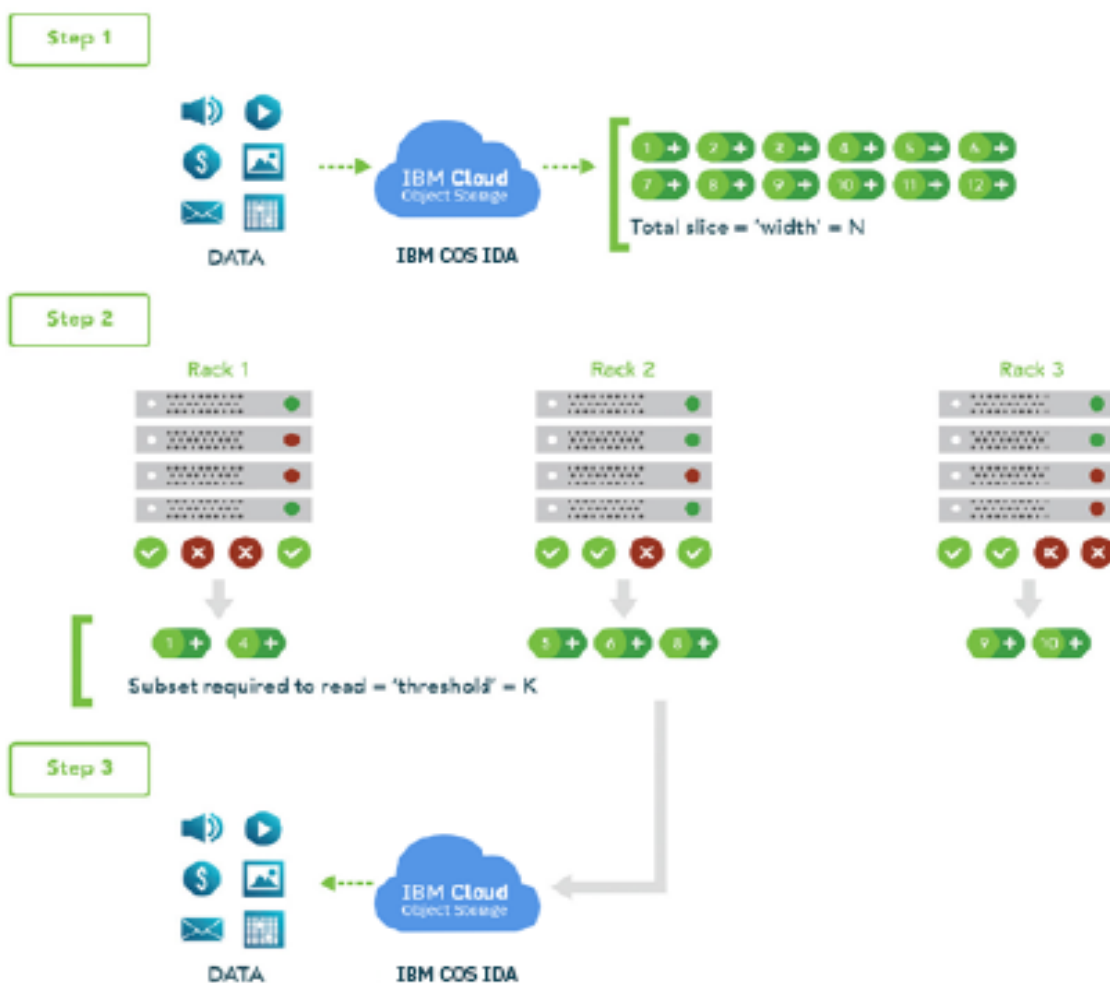 Step 1
$
IBM Cloud
Object Storage
1 + 2 + 3 + 4 + 5 + 6 +
7 + 8 + 9 + 10 + 11 + 12 +
Total slice = 'width' = N
DATA
IBM COS IDA
Step 2
Rack 1
Rack 2
Rack 3
1 + 4 +
5 + 6 + 8 +
9 + 10 +
Subset required to read = 'threshold' = K
Step 3
$
IBM Cloud
Object Storage
DATA
IBM COS IDA